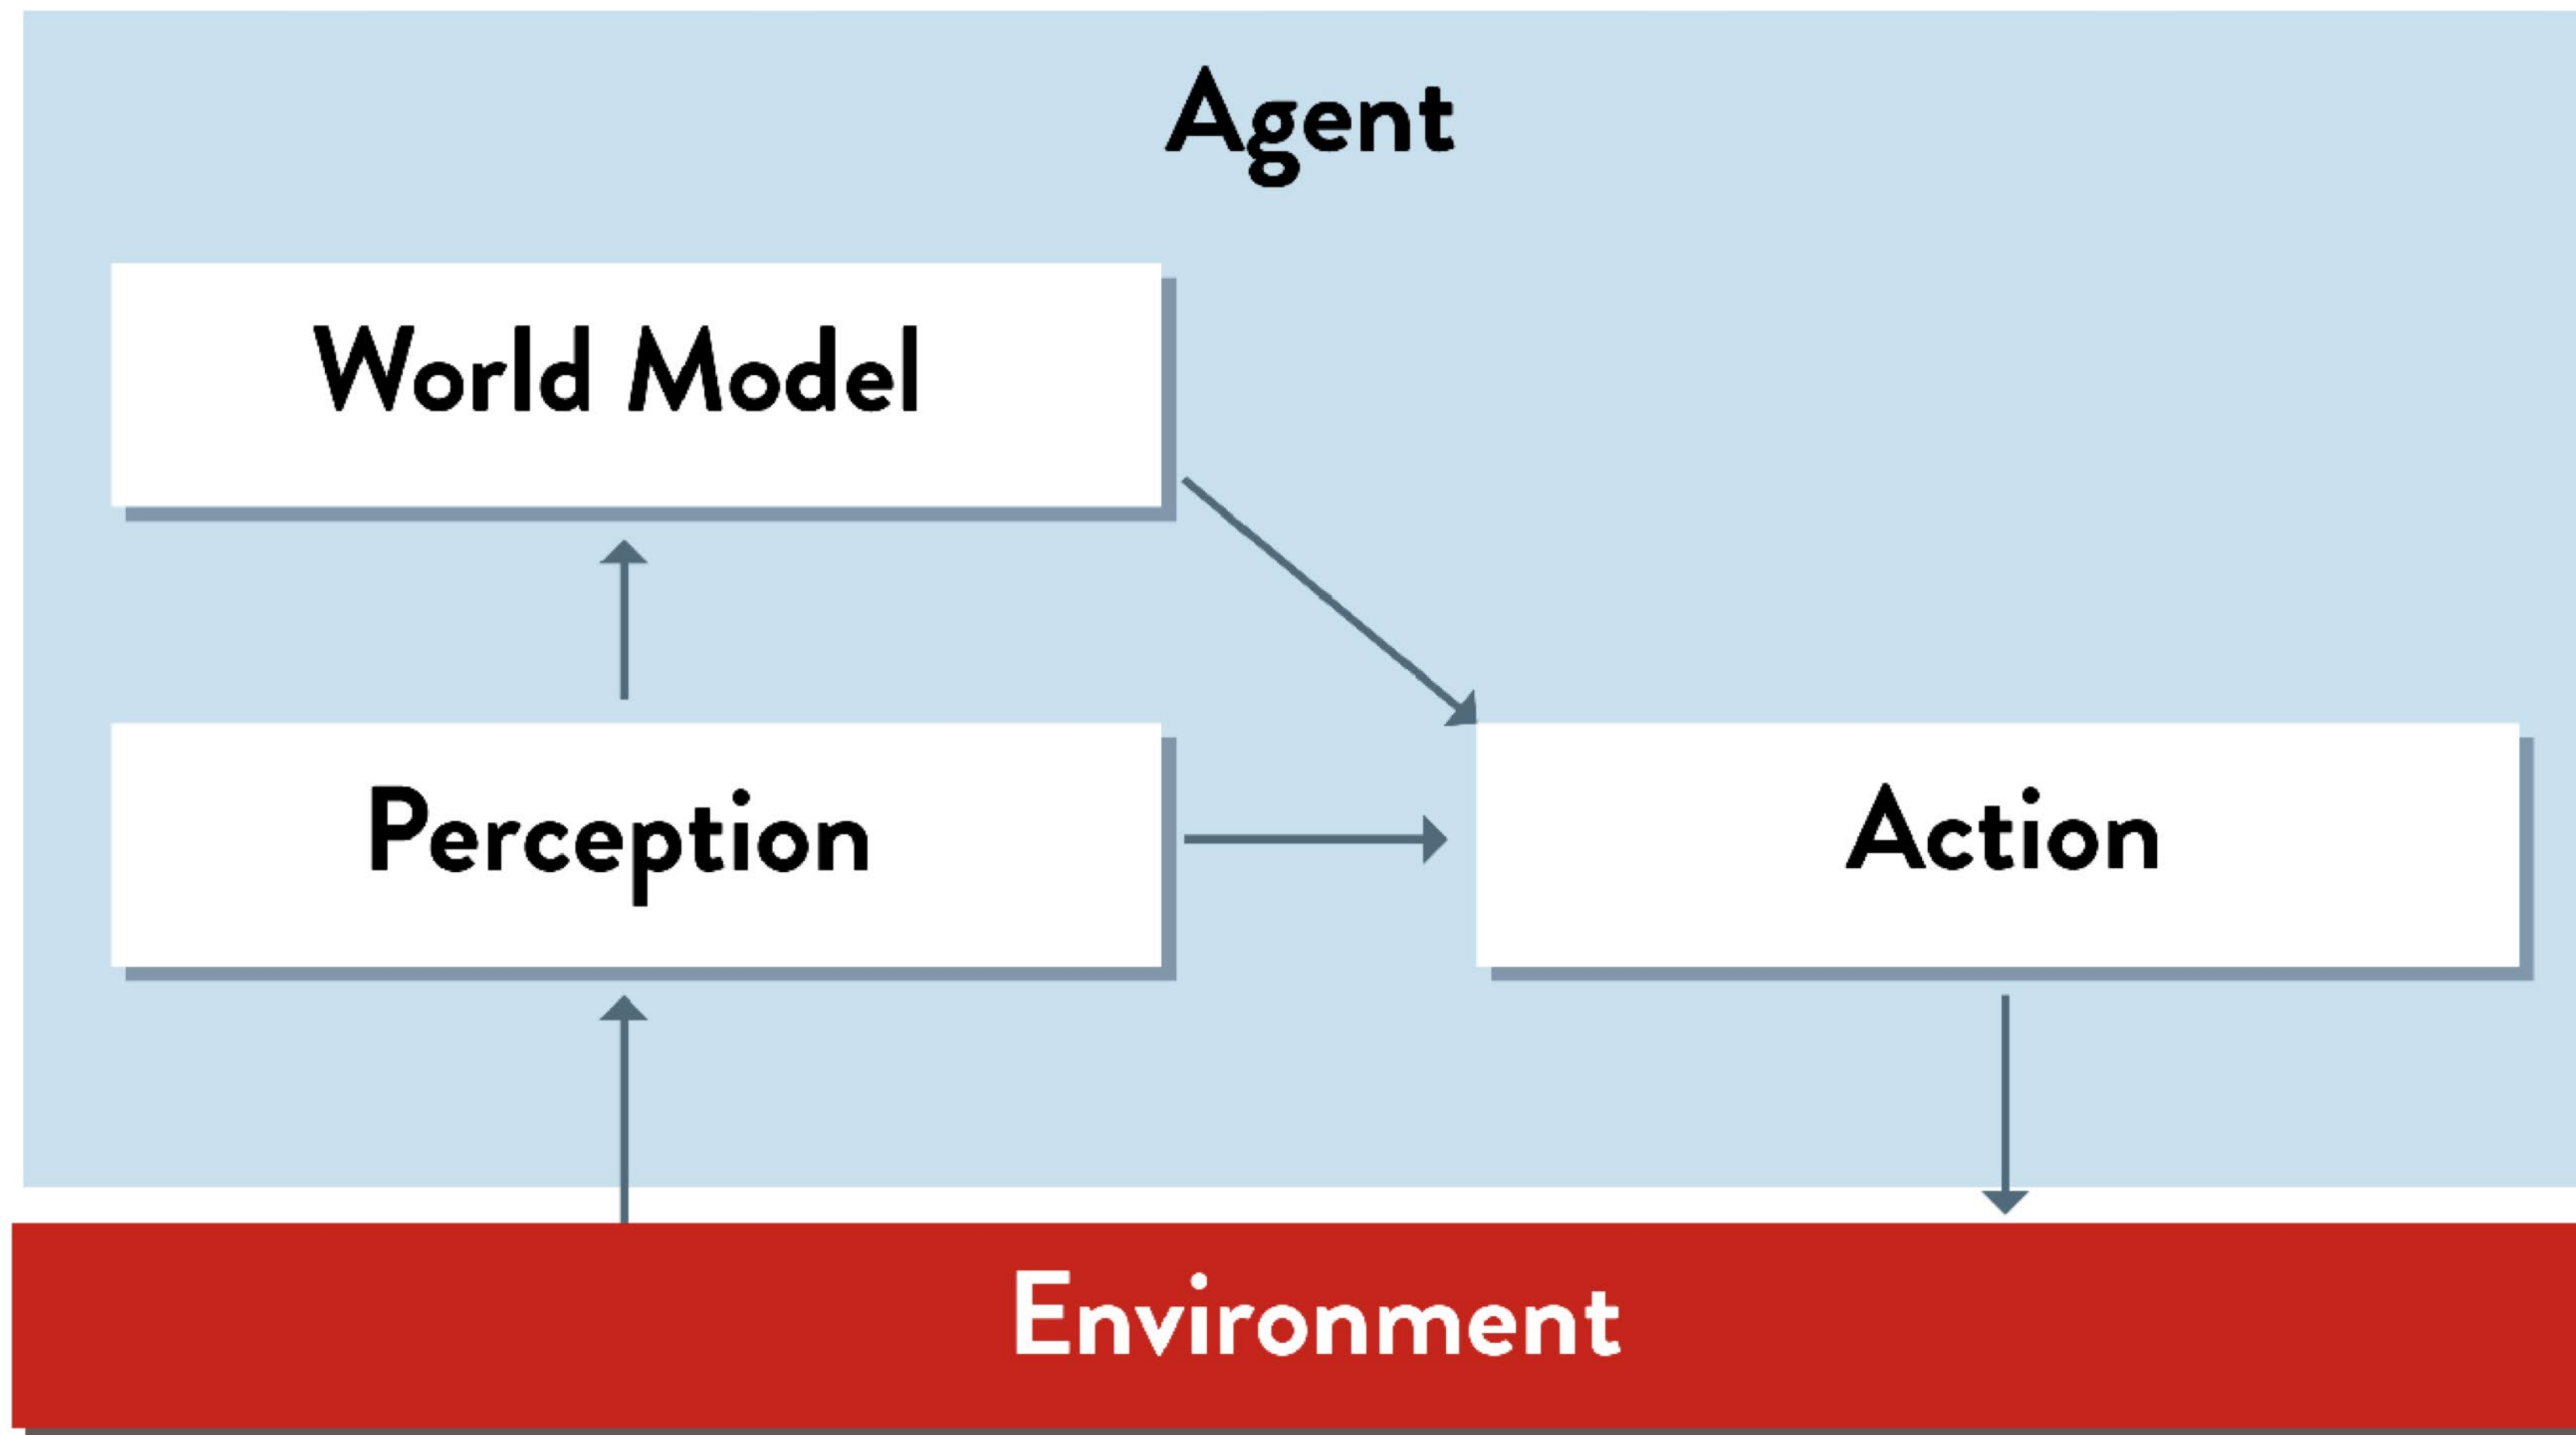 Agent
World Model
Perception
Action
Environment